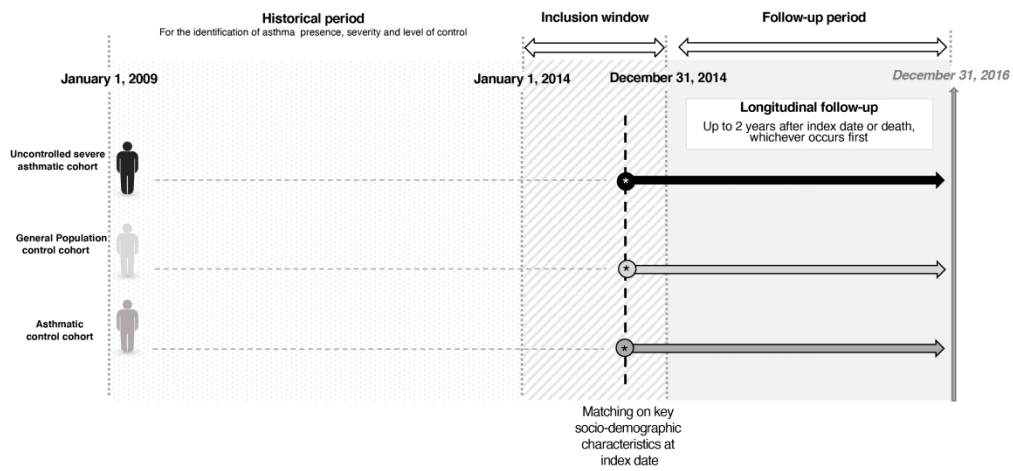 Historical period
For the identification of asthma presence, severity and level of control
Inclusion window
Follow-up period
January 1, 2009
January 1, 2014
December 31, 2014
December 31, 2016
Longitudinal follow-up
Up to 2 years after index date or death,
whichever occurs first
Uncontrolled severe
asthmatic cohort
*
General Population
control cohort
*
Asthmatic
control cohort
*
Matching on key
socio-demographic
characteristics at
index date